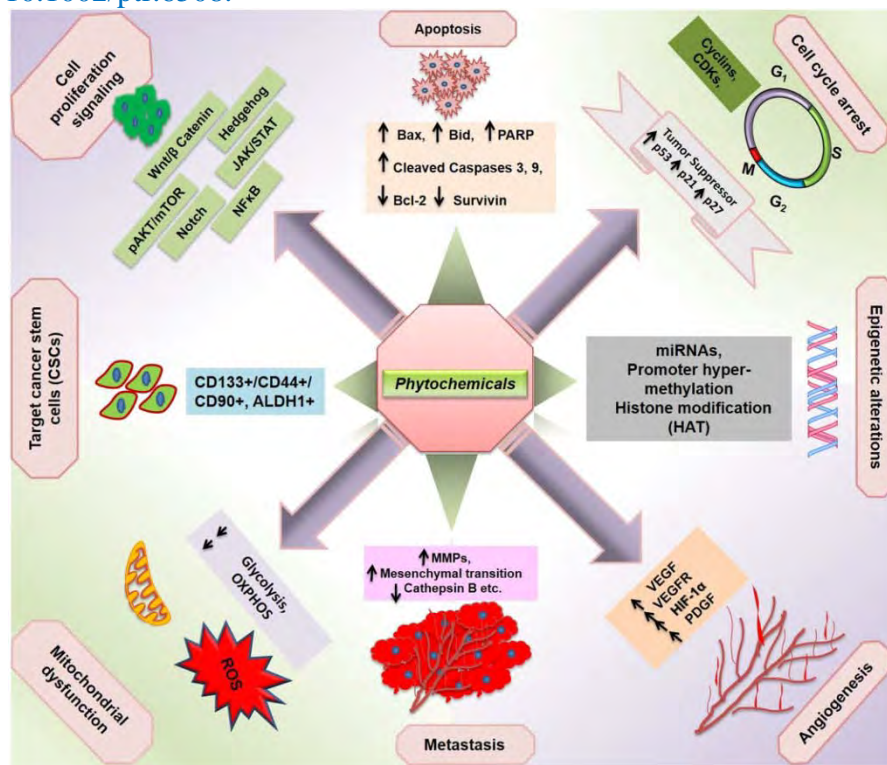 Cell
proliferation
signaling
Wnt/β Catenin
Hedgehog
JAK/STAT
pAKT/mTOR
Notch
NFκB
Apoptosis
↑ Bax, ↑ Bid, ↑ PARP
↑ Cleaved Caspases 3, 9,
↓ Bcl-2 ↓ Survivin
Cell cycle arrest
Cyclins,
CDKs,
G1
S
M
G2
Tumor Suppressor
↑ p53 ↑ p21 ↑ p27
Target cancer stem
cells (CSCs)
CD133+/CD44+/
CD90+, ALDH1+
Phytochemicals
miRNAs,
Promoter hyper-
methylation
Histone modification
(HAT)
Epigenetic alterations
Mitochondrial
dysfunction
Glycolysis,
OXPHOS
ROS
↑ MMPs,
↑ Mesenchymal transition
↓ Cathepsin B etc.
Metastasis
VEGF
VEGFR
HIF-1α
PDGF
Angiogenesis